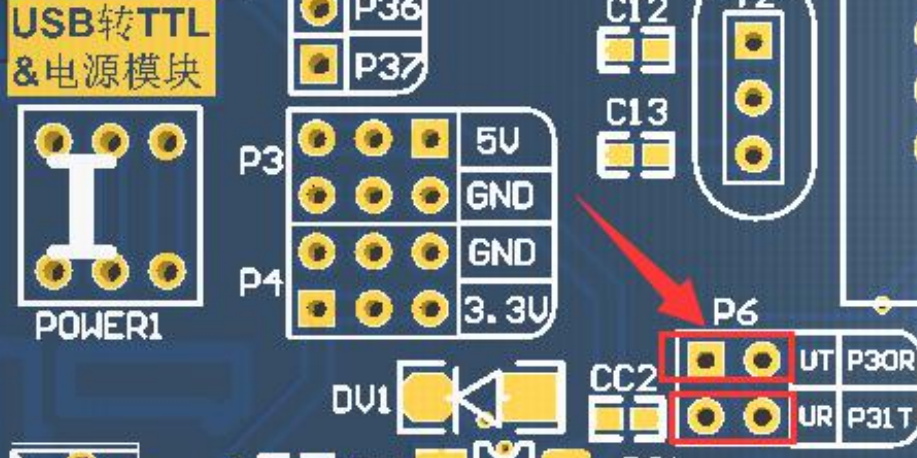 USB转TTL
&电源模块
P36
P37
C12
C13
P3
5V
GND
P4
GND
3.3V
POWER1
P6
UT P30R
UR P31T
DV1
CC2